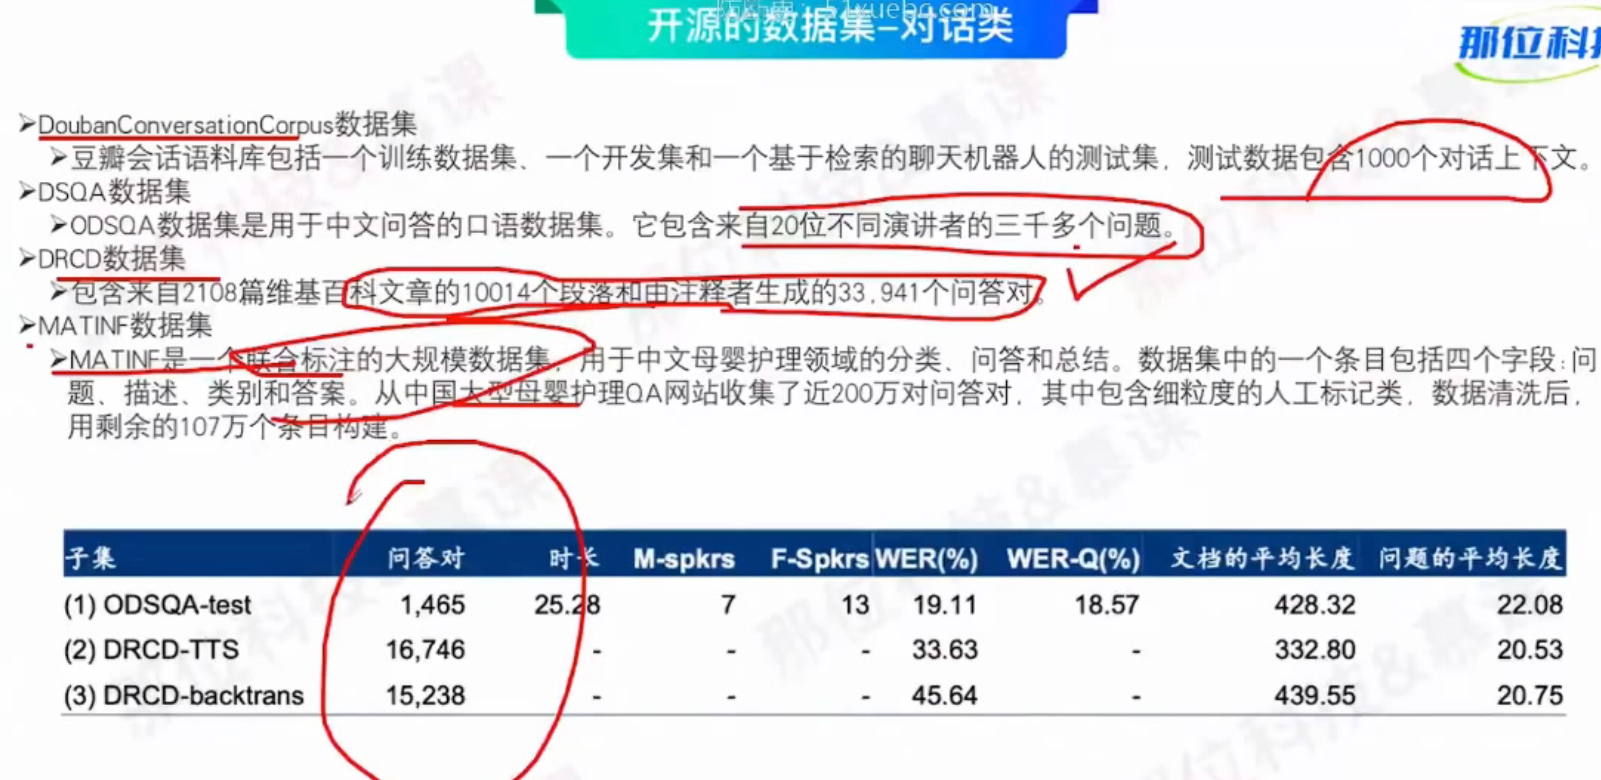 开源的数据集-对话类
那位科技
➢DoubanConversationCorpus数据集
➢豆瓣会话语料库包括一个训练数据集、一个开发集和一个基于检索的聊天机器人的测试集，测试数据包含1000个对话上下文。
➢DSQA数据集
➢ODSQA数据集是用于中文问答的口语数据集。它包含来自20位不同演讲者的三千多个问题。
➢DRCD数据集
➢包含来自2108篇维基百科文章的10014个段落和由注释者生成的33,941个问答对。
➢MATINF数据集
➢MATINF是一个联合标注的大规模数据集，用于中文母婴护理领域的分类、问答和总结。数据集中的一个条目包括四个字段:问
题、描述、类别和答案。从中国大型母婴护理QA网站收集了近200万对问答对，其中包含细粒度的人工标记类，数据清洗后，
用剩余的107万个条目构建。
子集 问答对 时长 M-spkrs F-Spkrs WER(%) WER-Q(%) 文档的平均长度 问题的平均长度
(1) ODSQA-test 1,465 25.28 7 13 19.11 18.57 428.32 22.08
(2) DRCD-TTS 16,746 - - - 33.63 - 332.80 20.53
(3) DRCD-backtrans 15,238 - - - 45.64 - 439.55 20.75